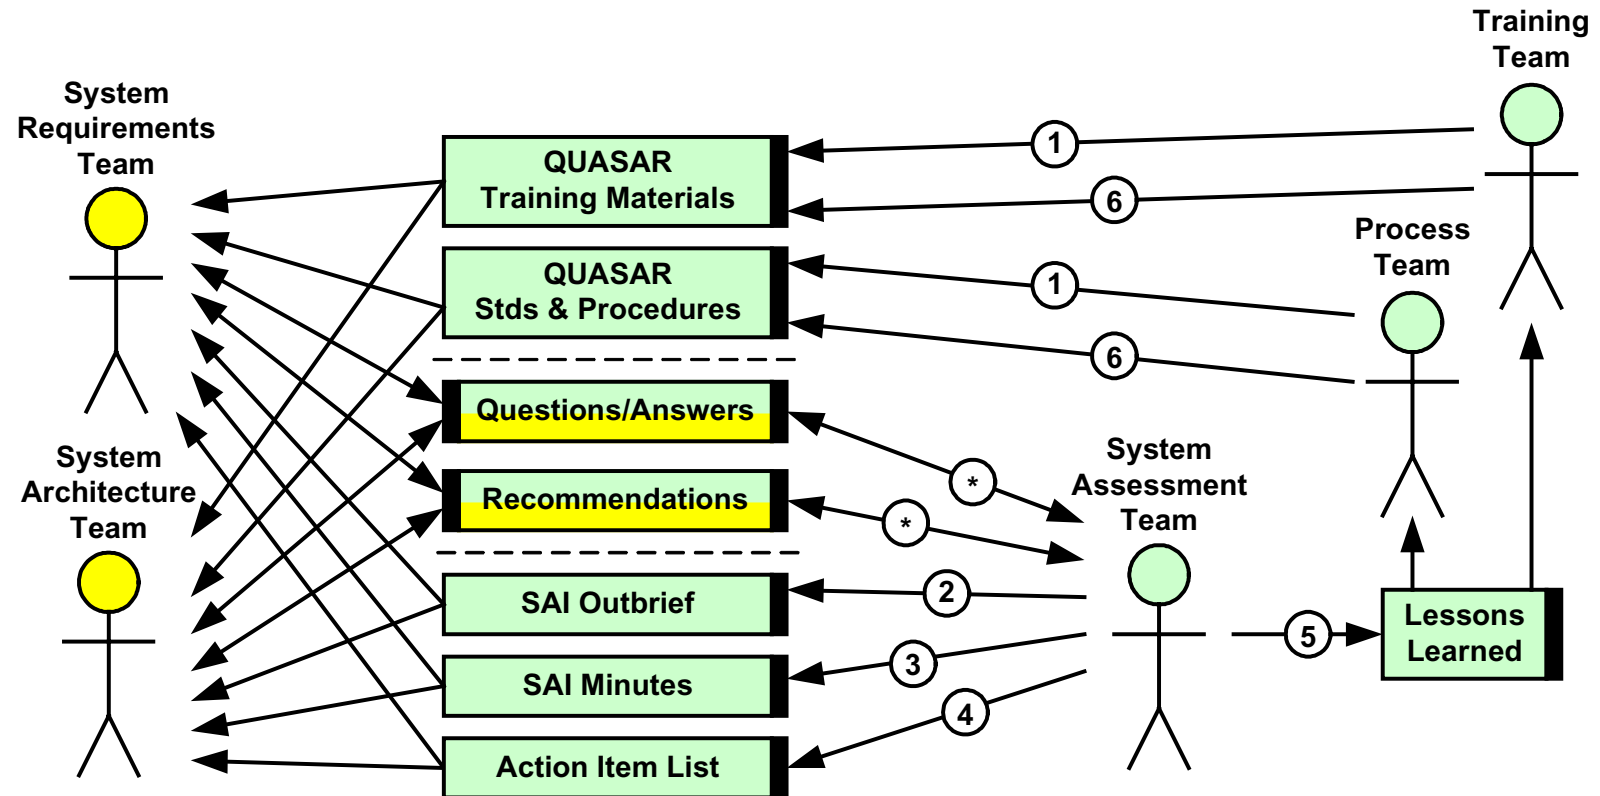 Training
Team
System
Requirements
Team
QUASAR
Training Materials
1
6
Process
Team
QUASAR
Stds & Procedures
1
6
Questions/Answers
*
System
Architecture
Team
Recommendations
*
System
Assessment
Team
SAI Outbrief
2
SAI Minutes
3
Action Item List
4
5
Lessons
Learned